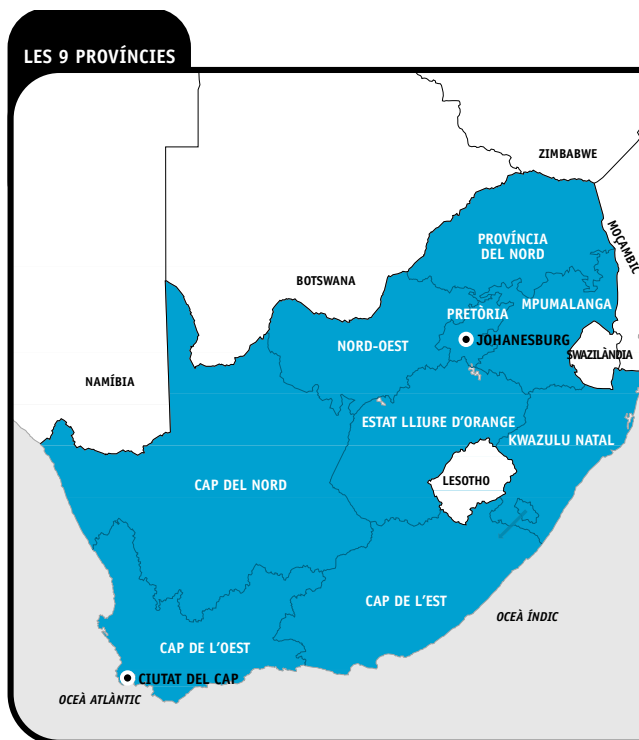 LES 9 PROVÍNCIES
ZIMBABWE
MOÇAMBIC
PROVÍNCIA
DEL NORD
BOTSWANA
MPUMALANGA
PRETÒRIA
JOHANESBURG
NORD-OEST
SWAZILÀNDIA
NAMÍBIA
ESTAT LLIURE D'ORANGE
KWAZULU NATAL
LESOTHO
CAP DEL NORD
CAP DE L'EST
OCEÀ ÍNDIC
CAP DE L'OEST
CIUTAT DEL CAP
OCEÀ ATLÀNTIC